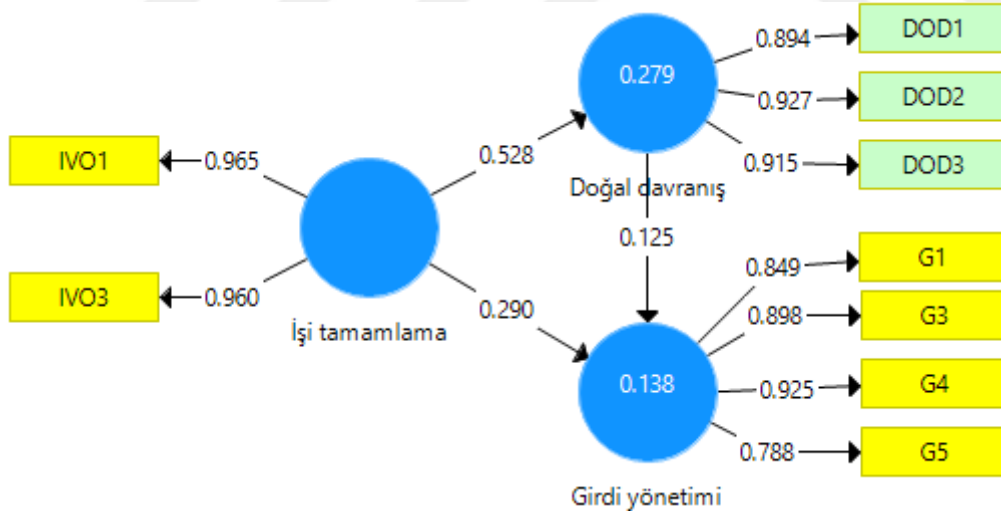 0.894
DOD1
0.279
0.927
DOD2
IVO1
0.965
0.528
0.915
DOD3
Doğal davranış
0.125
0.849
G1
IVO3
0.960
0.290
0.898
G3
İşi tamamlama
0.138
0.925
G4
0.788
G5
Girdi yönetimi